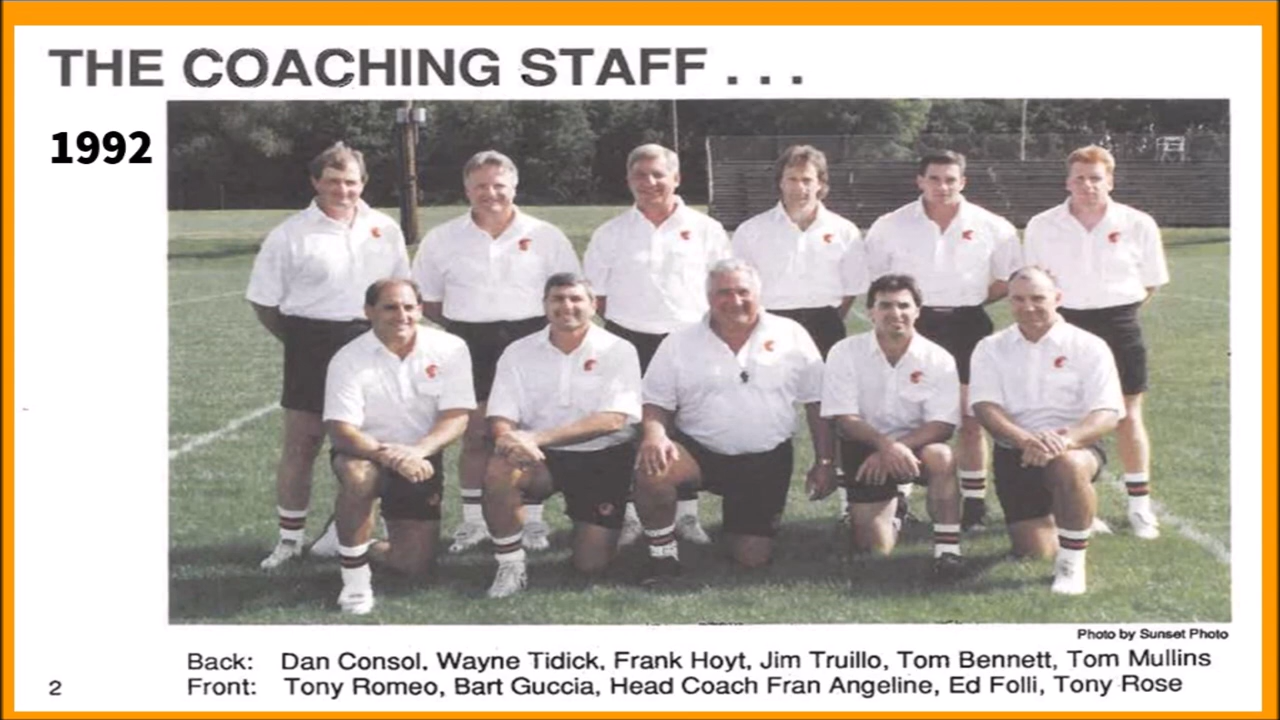 THE COACHING STAFF . . .
1992
Photo by Sunset Photo
Back: Dan Consol, Wayne Tidick, Frank Hoyt, Jim Truillo, Tom Bennett, Tom Mullins
Front: Tony Romeo, Bart Guccia, Head Coach Fran Angeline, Ed Folli, Tony Rose
2